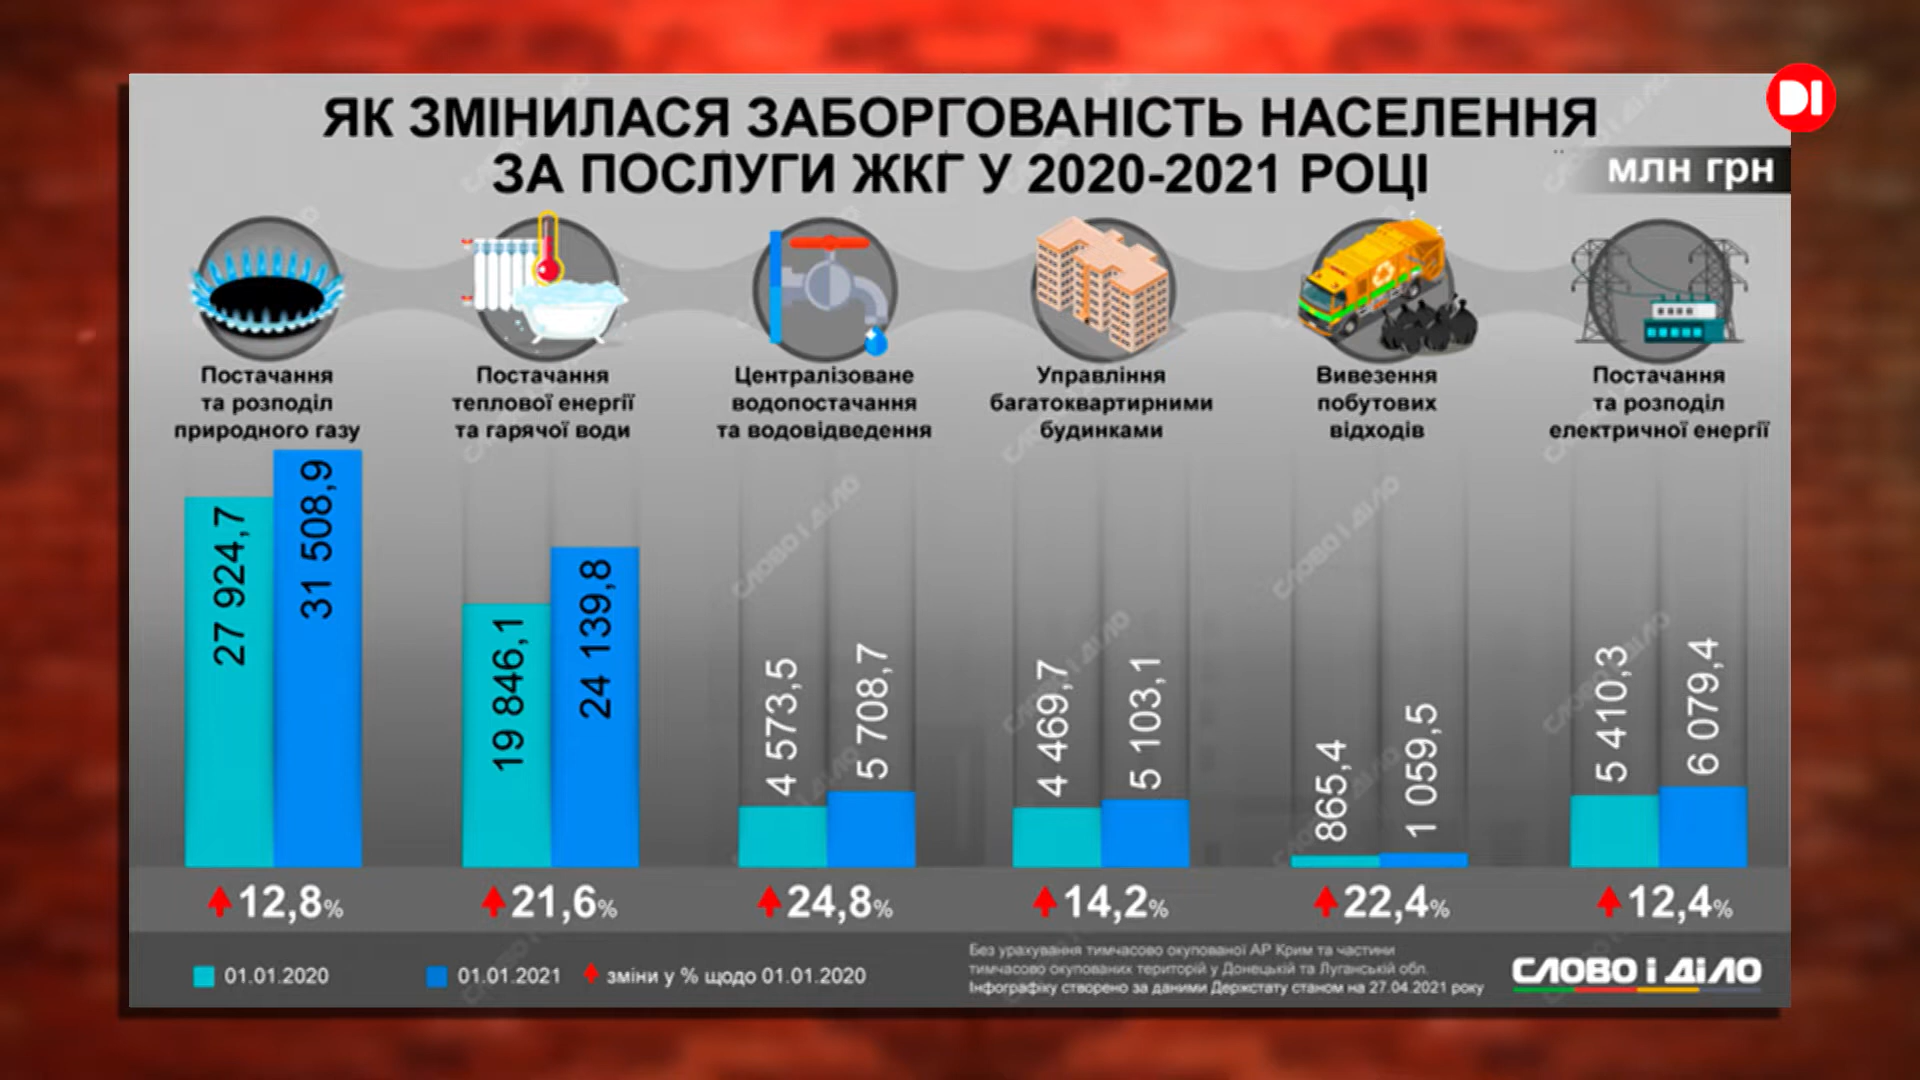 DI
ЯК ЗМІНИЛАСЯ ЗАБОРГОВАНІСТЬ НАСЕЛЕННЯ
ЗА ПОСЛУГИ ЖКГ У 2020-2021 РОЦІ
млн грн
Постачання
та розподіл
природного газу
Постачання
теплової енергії
та гарячої води
Централізоване
водопостачання
та водовідведення
Управління
багатоквартирними
будинками
Вивезення
побутових
відходів
Постачання
та розподіл
електричної енергії
27 924,7
31 508,9
19 846,1
24 139,8
4 573,5
5 708,7
4 469,7
5 103,1
865,4
1 059,5
5 410,3
6 079,4
12,8%
21,6%
24,8%
14,2%
22,4%
12,4%
01.01.2020
01.01.2021
зміни у % щодо 01.01.2020
Без урахування тимчасово окупованої АР Крим та частини
тимчасово окупованих територій у Донецькій та Луганській обл.
Інфографіку створено за даними Держстату станом на 27.04.2021 року
СЛОВО і ДіЛО